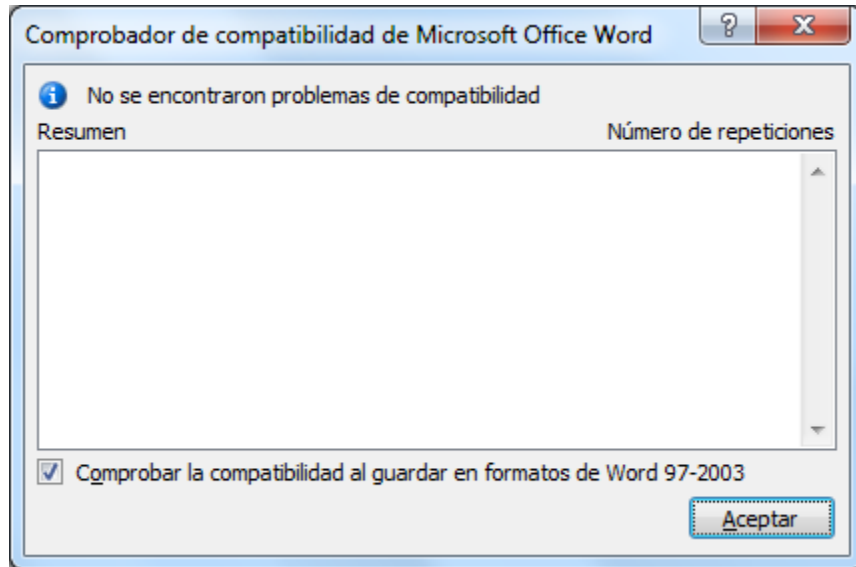 Comprobador de compatibilidad de Microsoft Office Word
No se encontraron problemas de compatibilidad
Resumen Número de repeticiones
Comprobar la compatibilidad al guardar en formatos de Word 97-2003
Aceptar